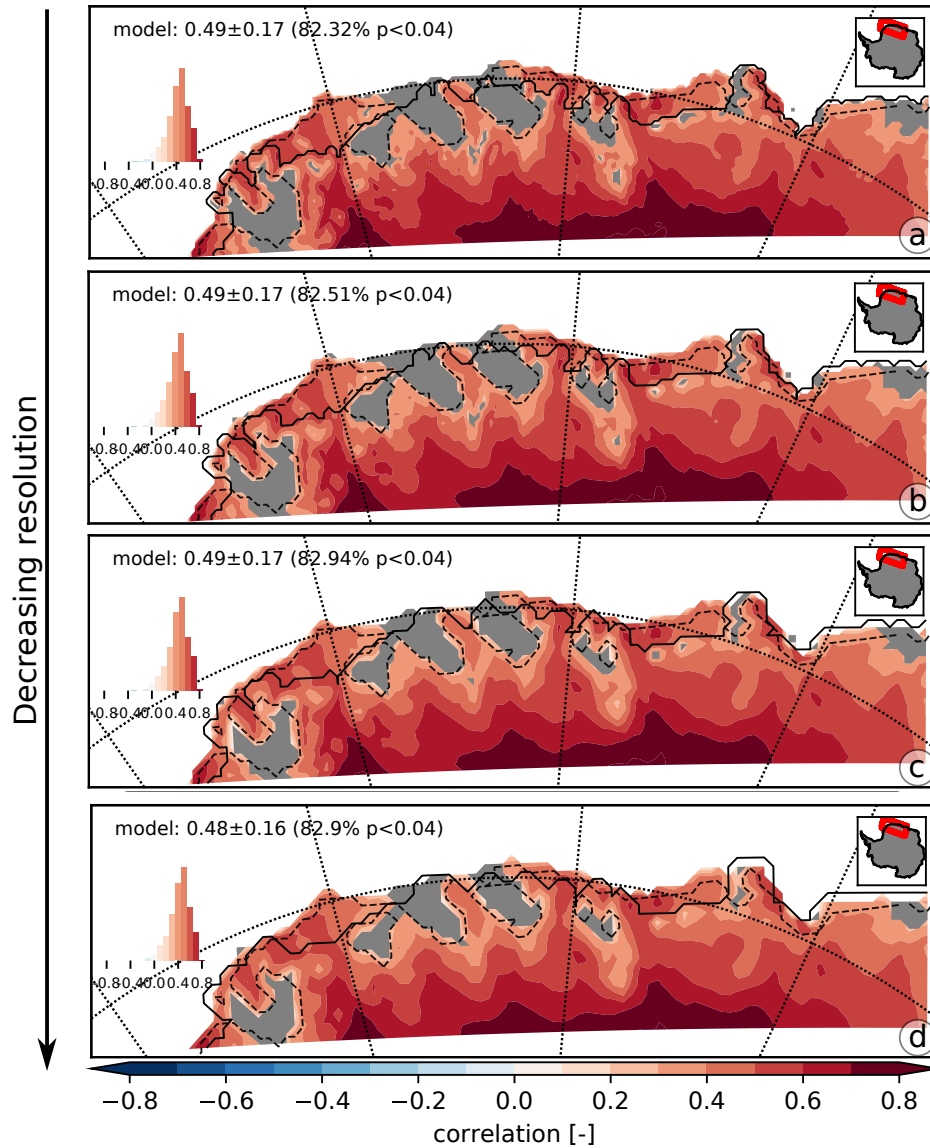 Decreasing resolution
model: 0.49±0.17 (82.32% p<0.04)
0.80.40.00.40.8
a
model: 0.49±0.17 (82.51% p<0.04)
0.80.40.00.40.8
b
model: 0.49±0.17 (82.94% p<0.04)
0.80.40.00.40.8
c
model: 0.48±0.16 (82.9% p<0.04)
0.80.40.00.40.8
d
−0.8 −0.6 −0.4 −0.2 0.0 0.2 0.4 0.6 0.8
correlation [-]